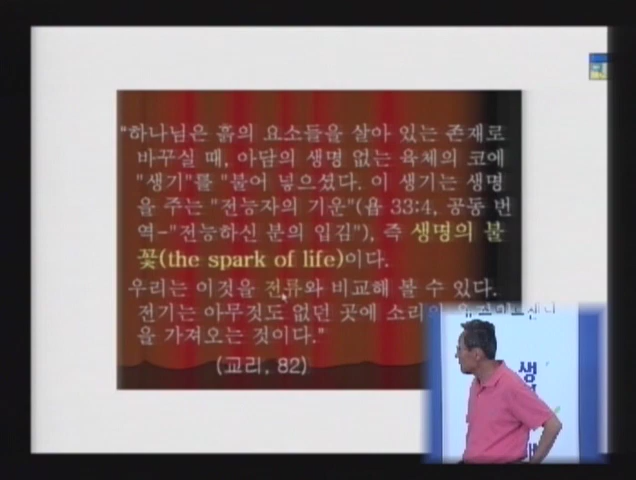 "하나님은 흙의 요소들을 살아 있는 존재로
바꾸실 때, 아담의 생명 없는 육체의 코에
"생기"를 "불어 넣으셨다. 이 생기는 생명
을 주는 "전능자의 기운"(욥 33:4, 공동 번
역-"전능하신 분의 입김"), 즉 생명의 불
꽃(the spark of life)이다.
우리는 이것을 전류와 비교해 볼 수 있다.
전기는 아무것도 없던 곳에 소리와
을 가져오는 것이다."
(교리, 82)
생